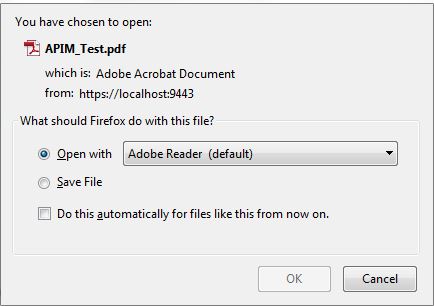 You have chosen to open:
APIM_Test.pdf
which is: Adobe Acrobat Document
from: https://localhost:9443
What should Firefox do with this file?
Open with Adobe Reader (default)
Save File
Do this automatically for files like this from now on.
OK Cancel